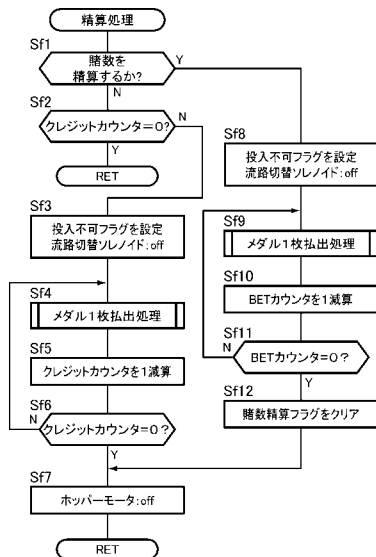 精算処理
Sf1
賭数を
精算するか?
Y
N
Sf2
クレジットカウンタ=0?
N
Y
RET
Sf3
投入不可フラグを設定
流路切替ソレノイド:off
Sf4
メダル1枚払出処理
Sf5
クレジットカウンタを1減算
Sf6
N
クレジットカウンタ=0?
Y
Sf7
ホッパーモータ:off
RET
Sf8
投入不可フラグを設定
流路切替ソレノイド:off
Sf9
メダル1枚払出処理
Sf10
BETカウンタを1減算
Sf11
N
BETカウンタ=0?
Y
Sf12
賭数精算フラグをクリア